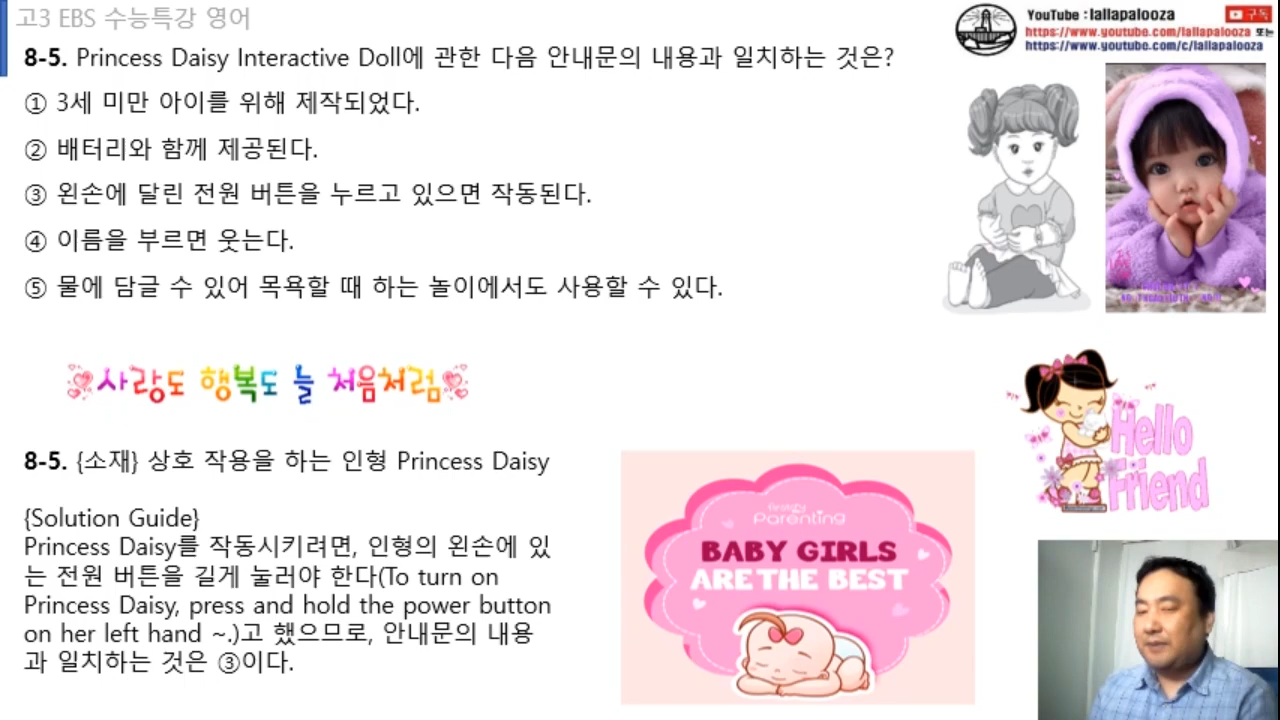 고3 EBS 수능특강 영어
YouTube : lallapalooza
구독
https://www.youtube.com/lallapalooza 또는
https://www.youtube.com/c/lallapalooza
8-5. Princess Daisy Interactive Doll에 관한 다음 안내문의 내용과 일치하는 것은?
① 3세 미만 아이를 위해 제작되었다.
② 배터리와 함께 제공된다.
③ 왼손에 달린 전원 버튼을 누르고 있으면 작동된다.
④ 이름을 부르면 웃는다.
⑤ 물에 담글 수 있어 목욕할 때 하는 놀이에서도 사용할 수 있다.
사랑도 행복도 늘 처음처럼
Hello
Friend
8-5. {소재} 상호 작용을 하는 인형 Princess Daisy
{Solution Guide}
Princess Daisy를 작동시키려면, 인형의 왼손에 있
는 전원 버튼을 길게 눌러야 한다(To turn on
Princess Daisy, press and hold the power button
on her left hand ~.)고 했으므로, 안내문의 내용
과 일치하는 것은 ③이다.
firstcry
Parenting
BABY GIRLS
ARE THE BEST